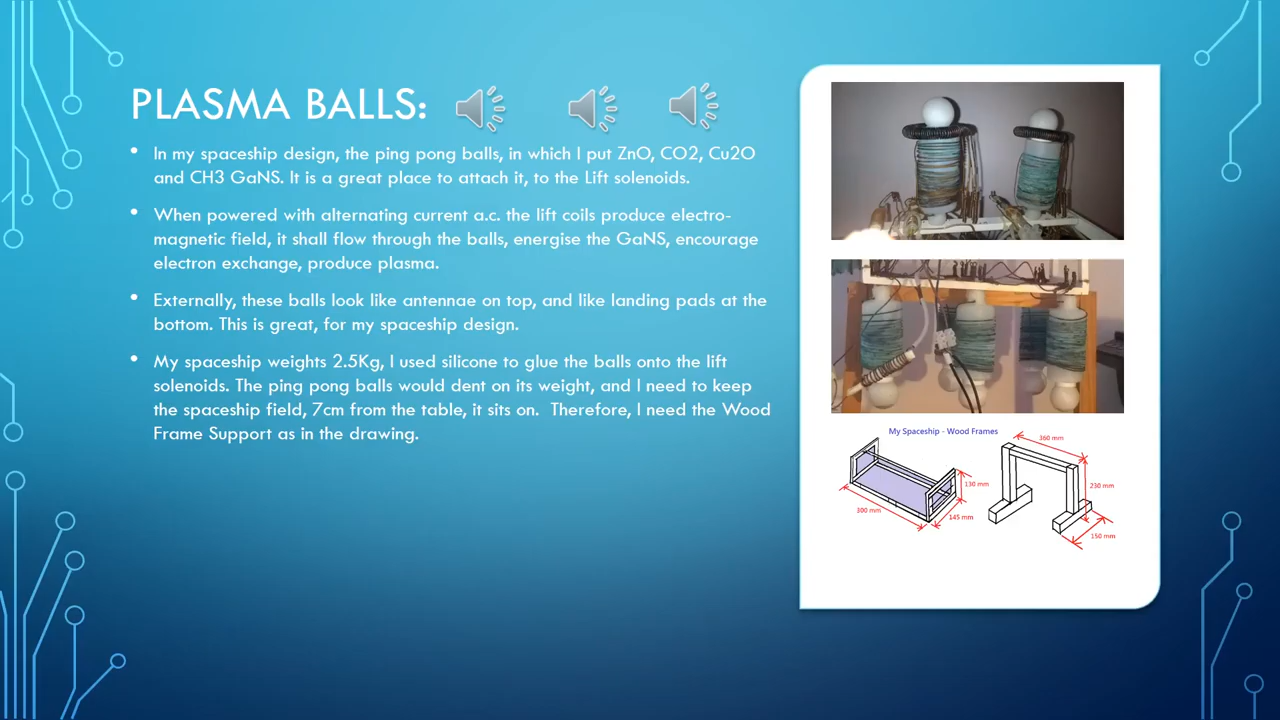 PLASMA BALLS:
• In my spaceship design, the ping pong balls, in which I put ZnO, CO2, Cu2O
and CH3 GaNS. It is a great place to attach it, to the Lift solenoids.
• When powered with alternating current a.c. the lift coils produce electro-
magnetic field, it shall flow through the balls, energise the GaNS, encourage
electron exchange, produce plasma.
• Externally, these balls look like antennae on top, and like landing pads at the
bottom. This is great, for my spaceship design.
• My spaceship weights 2.5Kg, I used silicone to glue the balls onto the lift
solenoids. The ping pong balls would dent on its weight, and I need to keep
the spaceship field, 7cm from the table, it sits on. Therefore, I need the Wood
Frame Support as in the drawing.
My Spaceship - Wood Frames
360 mm
130 mm
230 mm
300 mm
145 mm
150 mm